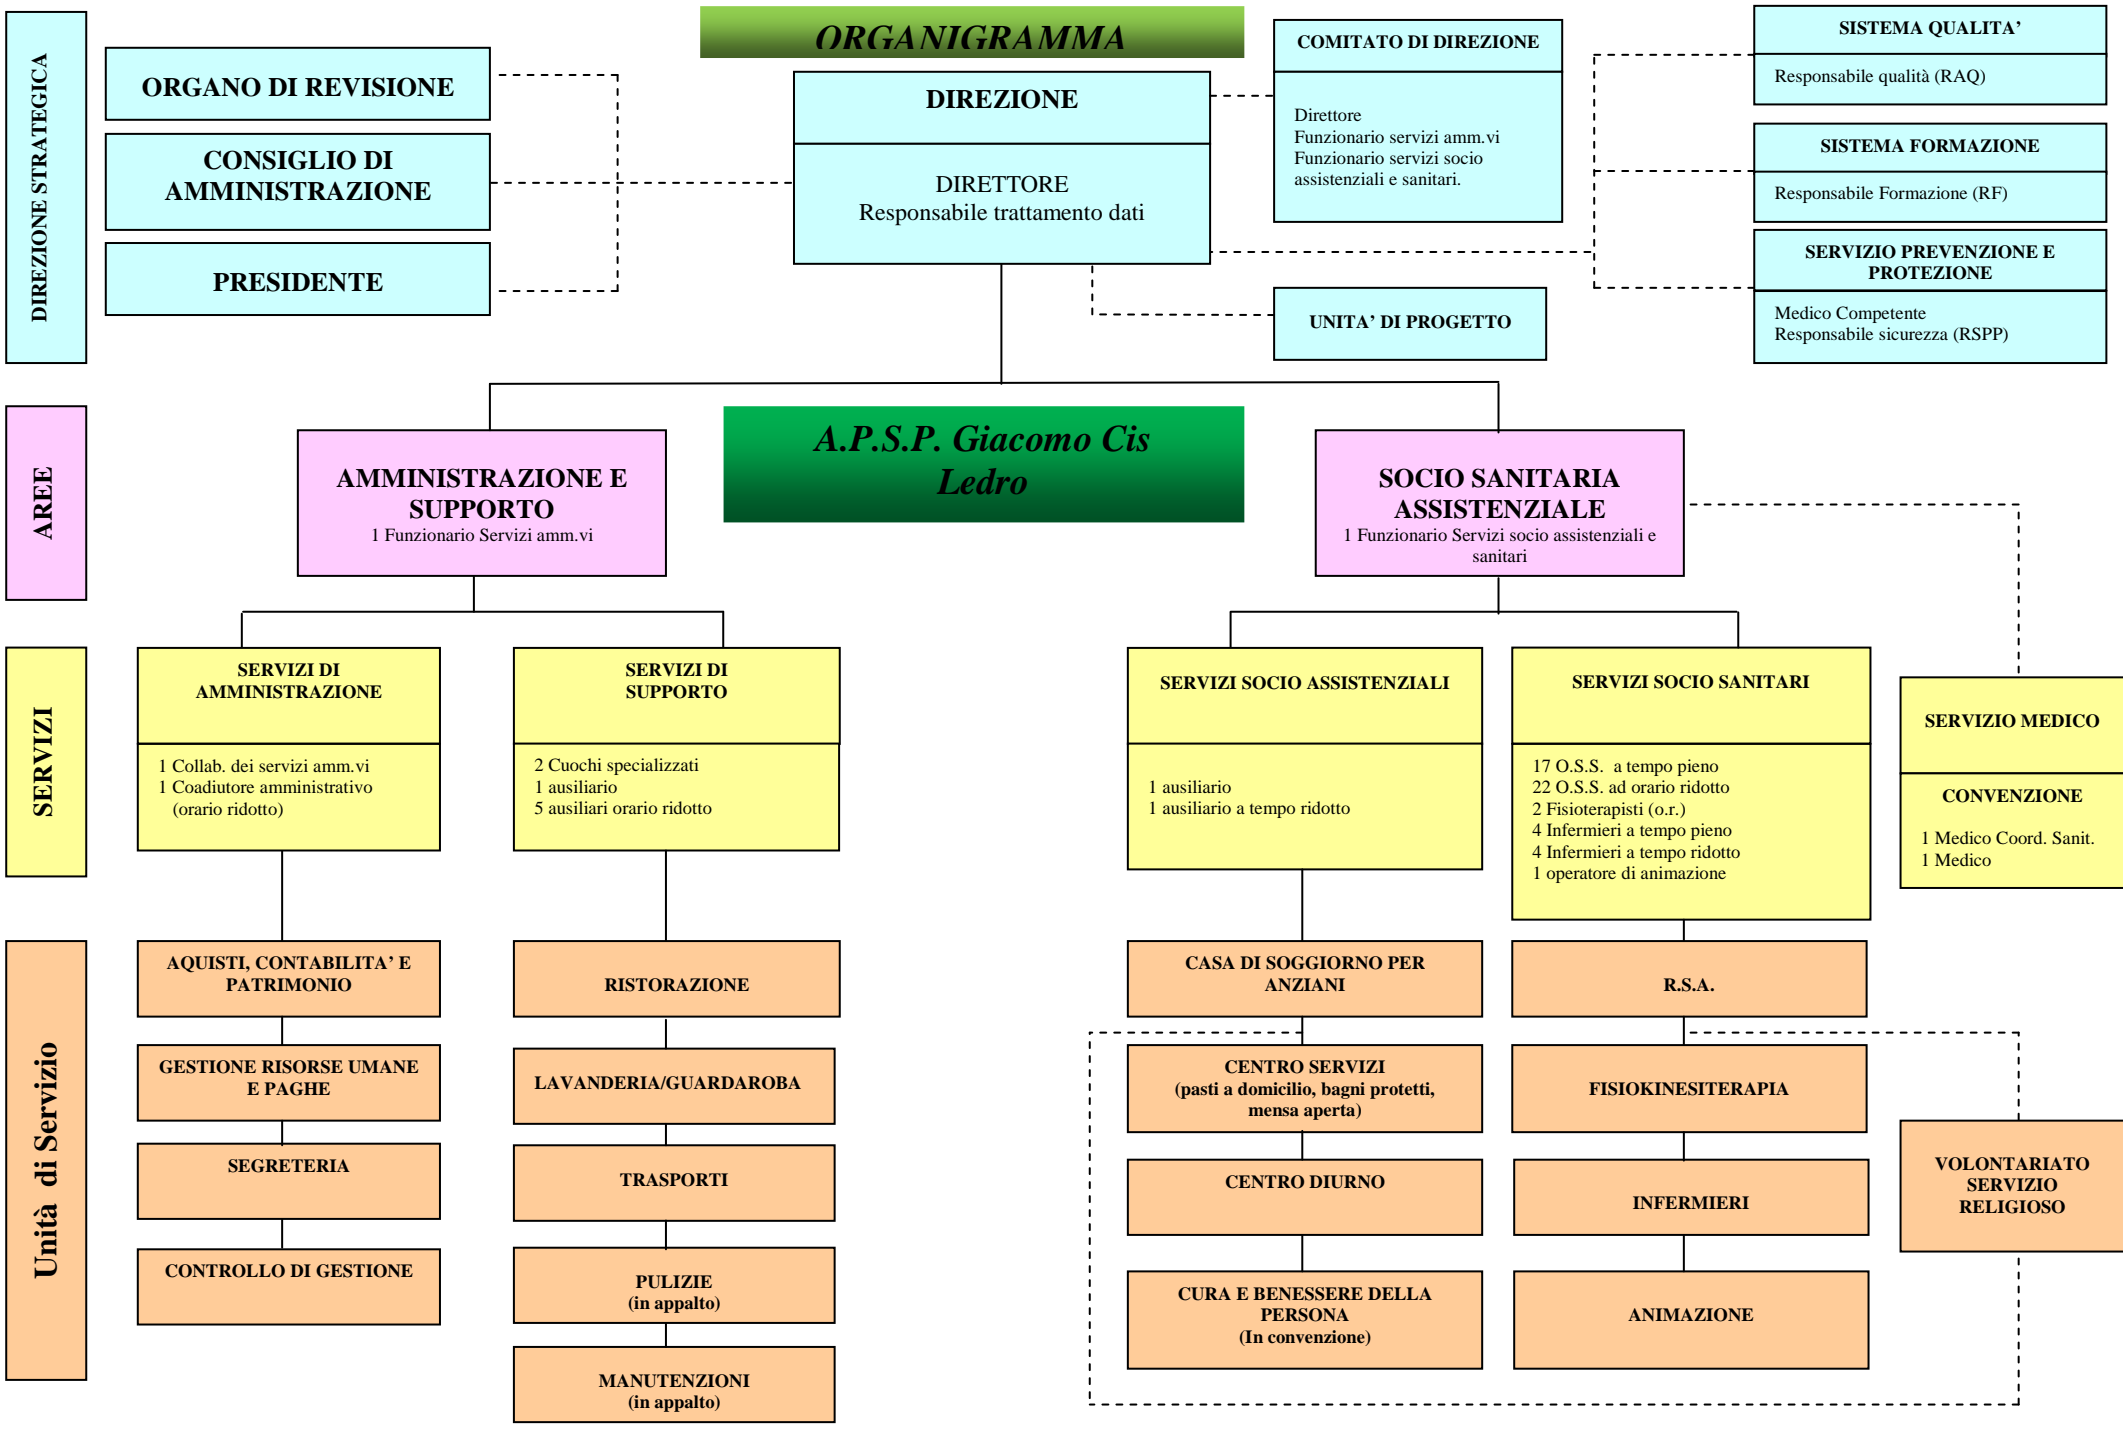 ORGANIGRAMMA
DIREZIONE STRATEGICA
ORGANO DI REVISIONE
CONSIGLIO DI
AMMINISTRAZIONE
PRESIDENTE
DIREZIONE
DIRETTORE
Responsabile trattamento dati
COMITATO DI DIREZIONE
Direttore
Funzionario servizi amm.vi
Funzionario servizi socio
assistenziali e sanitari.
UNITA’ DI PROGETTO
SISTEMA QUALITA’
Responsabile qualità (RAQ)
SISTEMA FORMAZIONE
Responsabile Formazione (RF)
SERVIZIO PREVENZIONE E
PROTEZIONE
Medico Competente
Responsabile sicurezza (RSPP)
AREE
AMMINISTRAZIONE E
SUPPORTO
1 Funzionario Servizi amm.vi
A.P.S.P. Giacomo Cis
Ledro
SOCIO SANITARIA
ASSISTENZIALE
1 Funzionario Servizi socio assistenziali e
sanitari
SERVIZI
SERVIZI DI
AMMINISTRAZIONE
1 Collab. dei servizi amm.vi
1 Coadiutore amministrativo
(orario ridotto)
SERVIZI DI
SUPPORTO
2 Cuochi specializzati
1 ausiliario
5 ausiliari orario ridotto
SERVIZI SOCIO ASSISTENZIALI
1 ausiliario
1 ausiliario a tempo ridotto
SERVIZI SOCIO SANITARI
17 O.S.S. a tempo pieno
22 O.S.S. ad orario ridotto
2 Fisioterapisti (o.r.)
4 Infermieri a tempo pieno
4 Infermieri a tempo ridotto
1 operatore di animazione
SERVIZIO MEDICO
CONVENZIONE
1 Medico Coord. Sanit.
1 Medico
Unità di Servizio
AQUISTI, CONTABILITA’ E
PATRIMONIO
GESTIONE RISORSE UMANE
E PAGHE
SEGRETERIA
CONTROLLO DI GESTIONE
RISTORAZIONE
LAVANDERIA/GUARDAROBA
TRASPORTI
PULIZIE
(in appalto)
MANUTENZIONI
(in appalto)
CASA DI SOGGIORNO PER
ANZIANI
CENTRO SERVIZI
(pasti a domicilio, bagni protetti,
mensa aperta)
CENTRO DIURNO
CURA E BENESSERE DELLA
PERSONA
(In convenzione)
R.S.A.
FISIOKINESITERAPIA
INFERMIERI
ANIMAZIONE
VOLONTARIATO
SERVIZIO
RELIGIOSO